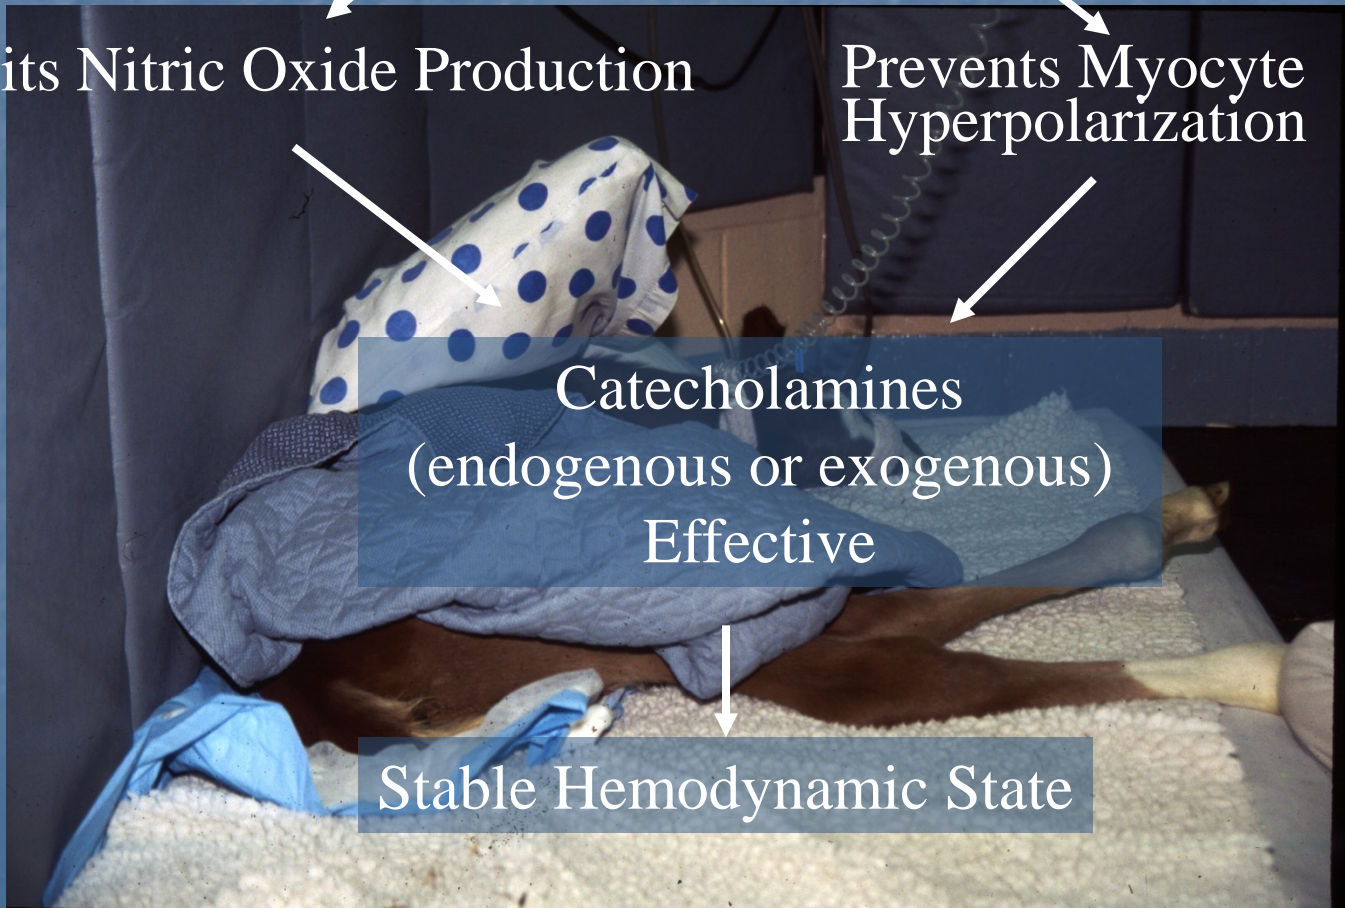 its Nitric Oxide Production
Prevents Myocyte
Hyperpolarization
Catecholamines
(endogenous or exogenous)
Effective
Stable Hemodynamic State